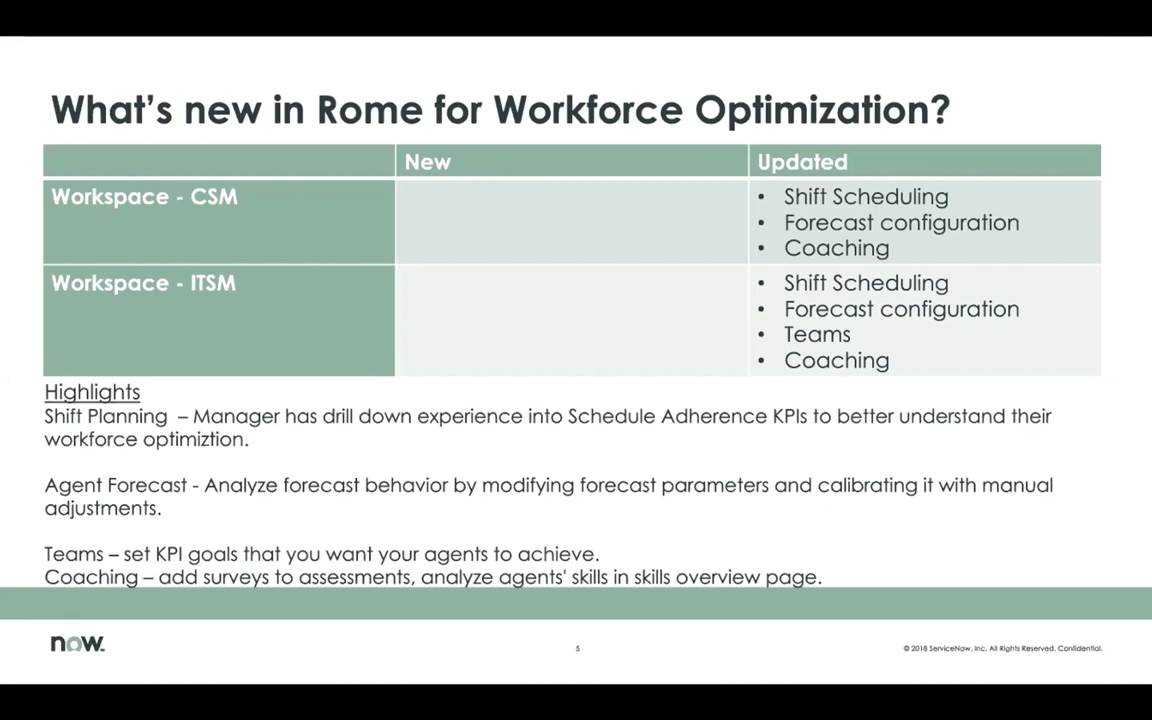 What's new in Rome for Workforce Optimization?
New
Updated
Workspace - CSM
• Shift Scheduling
• Forecast configuration
• Coaching
Workspace - ITSM
• Shift Scheduling
• Forecast configuration
• Teams
• Coaching
Highlights
Shift Planning – Manager has drill down experience into Schedule Adherence KPIs to better understand their
workforce optimiztion.
Agent Forecast - Analyze forecast behavior by modifying forecast parameters and calibrating it with manual
adjustments.
Teams – set KPI goals that you want your agents to achieve.
Coaching – add surveys to assessments, analyze agents' skills in skills overview page.
now.
5
© 2018 ServiceNow, Inc. All Rights Reserved. Confidential.